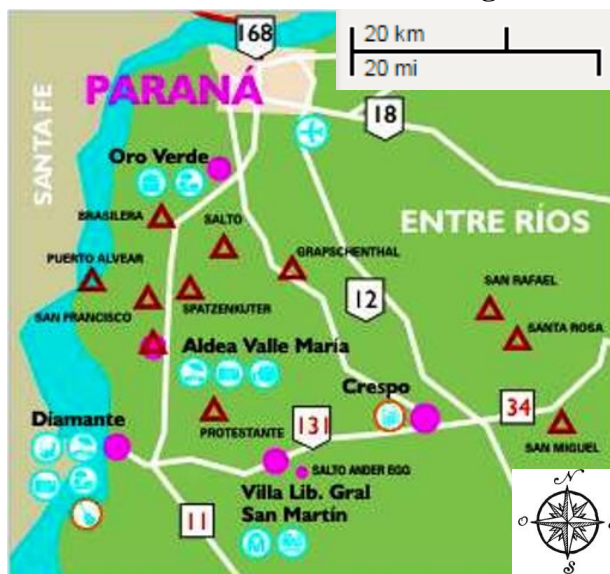 20 km
20 mi
168
PARANÁ
18
SANTA FE
Oro Verde
BRASILERA
SALTO
ENTRE RÍOS
GRAPSCHENTHAL
PUERTO ALVEAR
SAN FRANCISCO
SPATZENKUTER
12
SAN RAFAEL
SANTA ROSA
Aldea Valle María
Crespo
34
PROTESTANTE
131
SAN MIGUEL
Diamante
SALTO ANDER EGG
Villa Lib. Gral
San Martín
11
N
O
S